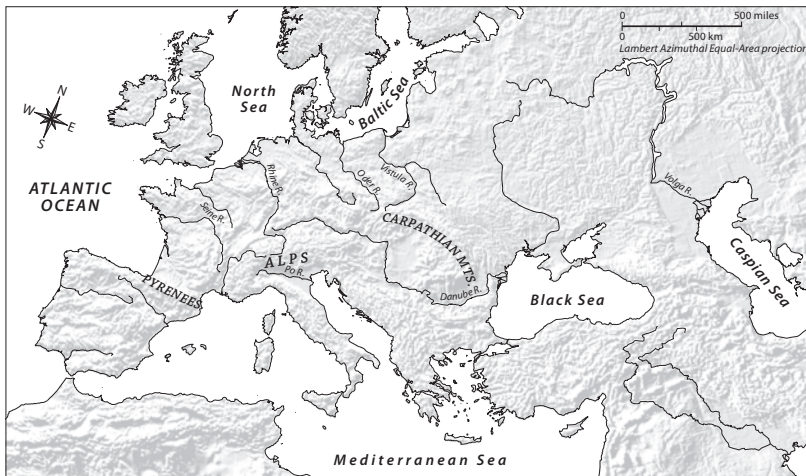 0 500 miles
0 500 km
Lambert Azimuthal Equal-Area projection
N
W E
S
North
Sea
Baltic Sea
ATLANTIC
OCEAN
Rhine R.
Oder R.
Vistula R.
Volga R.
Seine R.
CARPATHIAN MTS.
ALPS
Po R.
PYRENEES
Danube R.
Black Sea
Caspian Sea
Mediterranean Sea